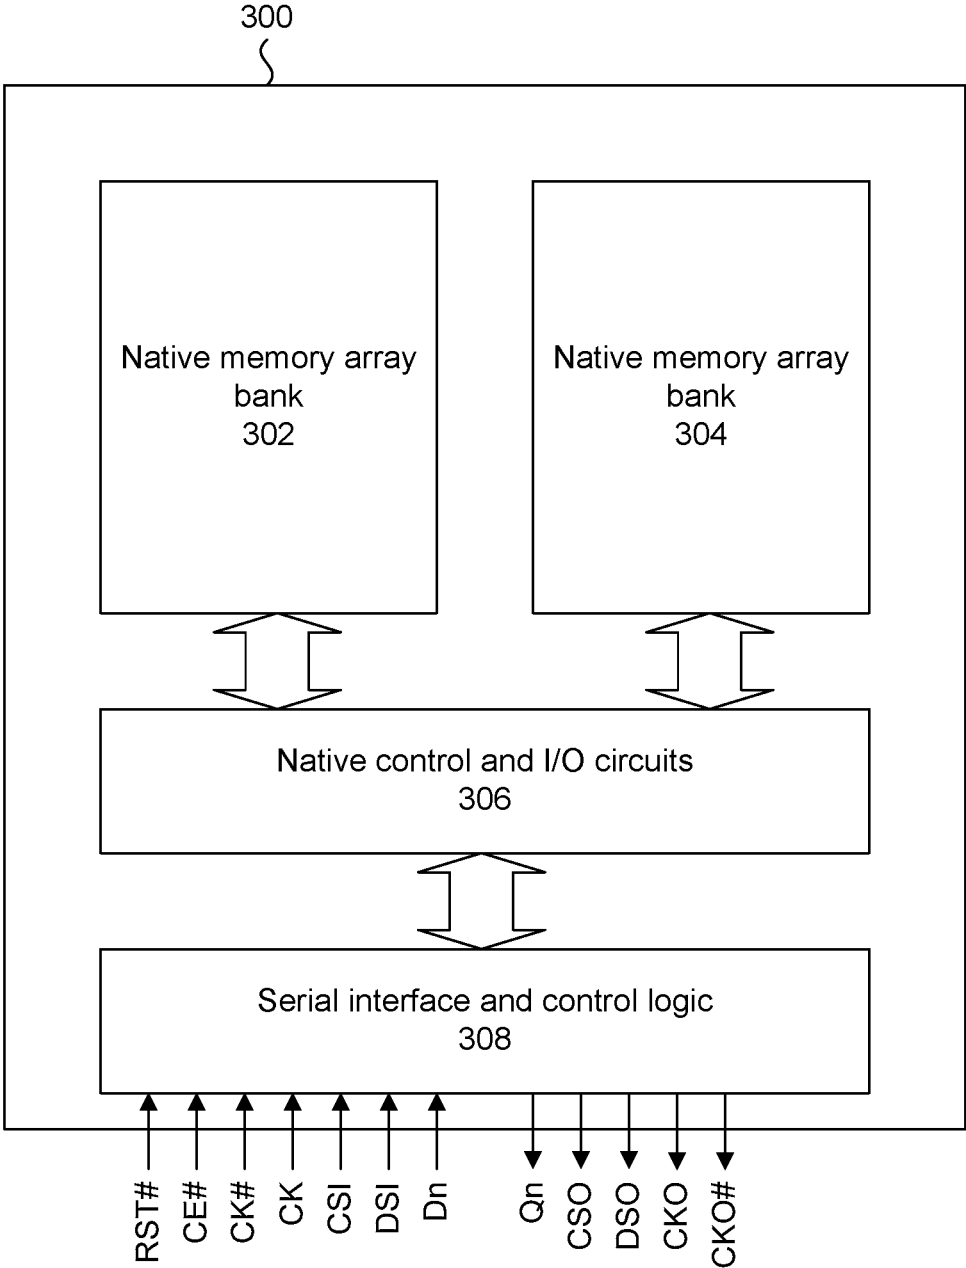 300
Native memory array
bank
302
Native memory array
bank
304
Native control and I/O circuits
306
Serial interface and control logic
308
RST#
CE#
CK#
CK
CSI
DSI
Dn
Qn
CSO
DSO
CKO
CKO#